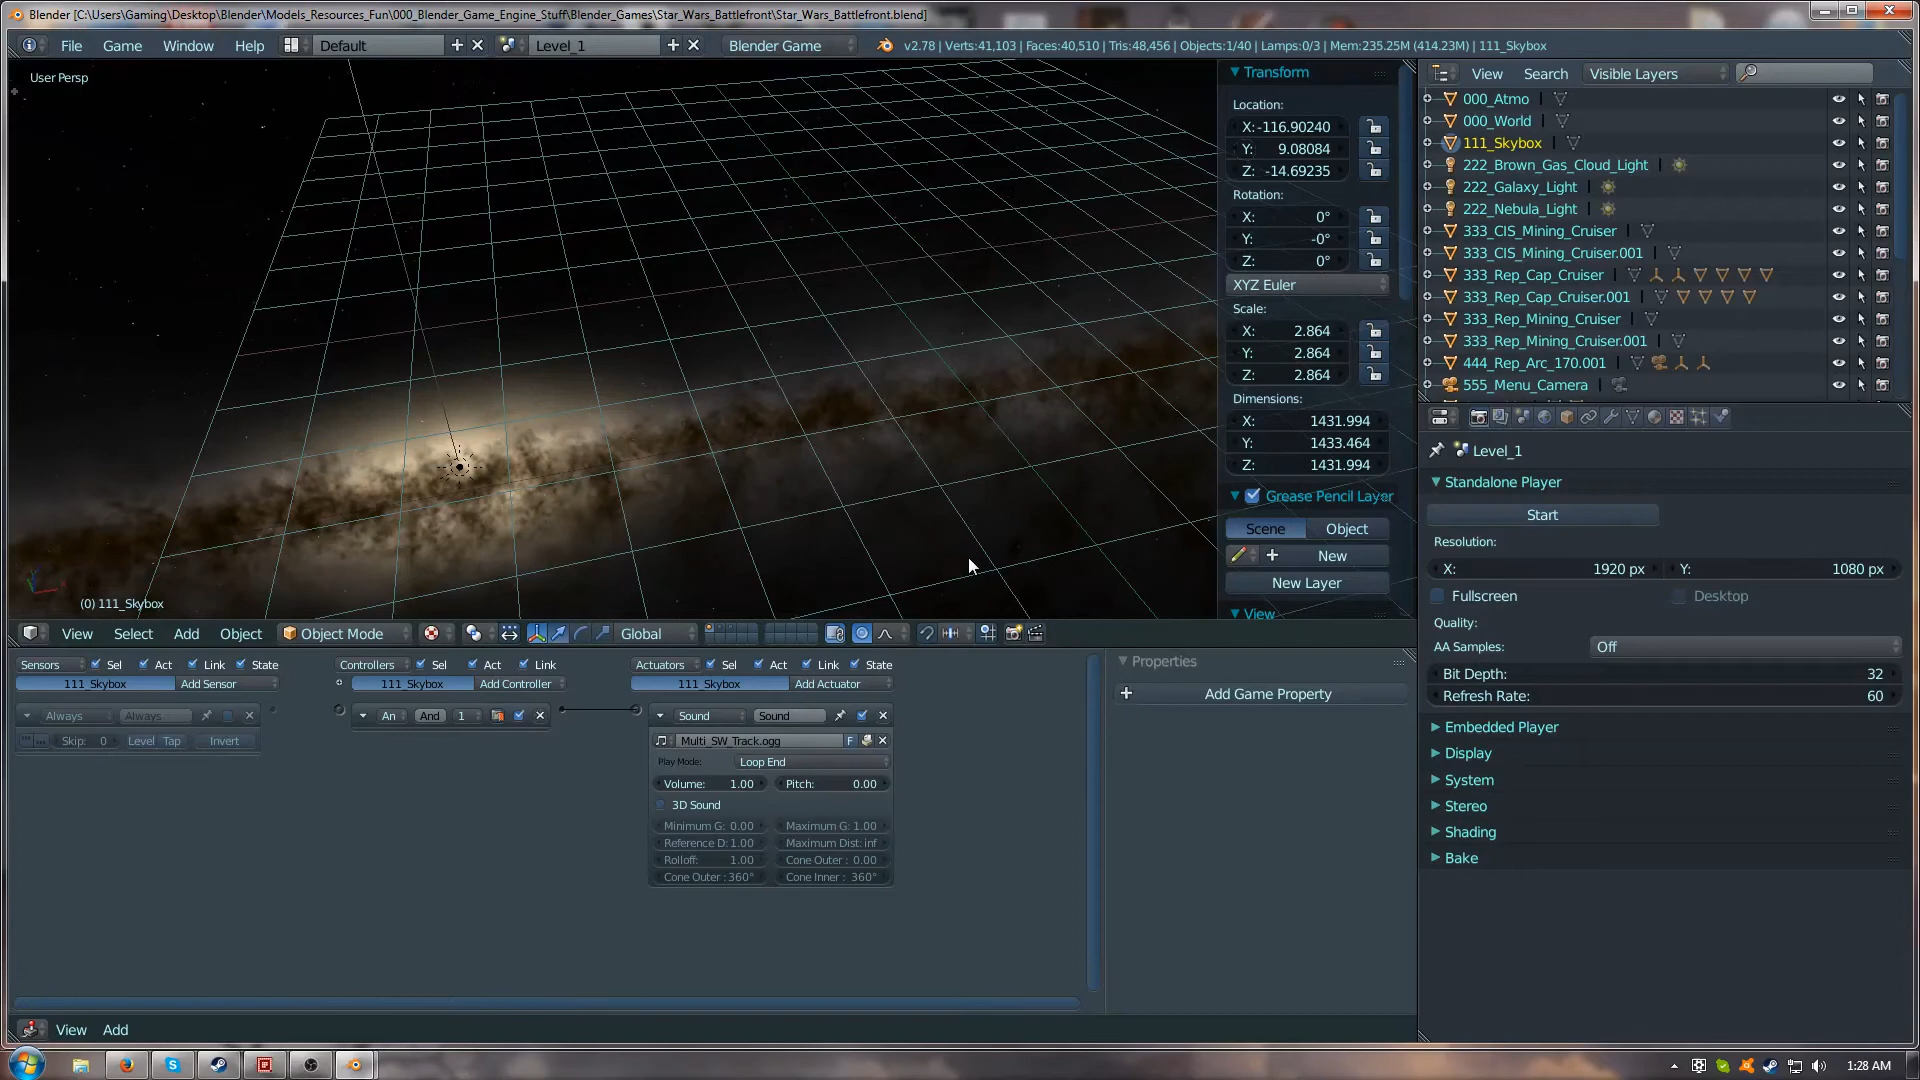 Blender [C:\Users\Gaming\Desktop\Blender\Models_Resources_Fun\000_Blender_Game_Engine_Stuff\Blender_Games\Star_Wars_Battlefront\Star_Wars_Battlefront.blend]
File Game Window Help Default Level_1 Blender Game v2.78 | Verts:41,103 | Faces:40,510 | Tris:48,456 | Objects:1/40 | Lamps:0/3 | Mem:235.25M (414.23M) | 111_Skybox
User Persp
(0) 111_Skybox
Transform
Location:
X: -116.90240
Y: 9.08084
Z: -14.69235
Rotation:
X: 0°
Y: -0°
Z: 0°
XYZ Euler
Scale:
X: 2.864
Y: 2.864
Z: 2.864
Dimensions:
X: 1431.994
Y: 1433.464
Z: 1431.994
Grease Pencil Layer
Scene Object
New
New Layer
View
View Search Visible Layers
000_Atmo
000_World
111_Skybox
222_Brown_Gas_Cloud_Light
222_Galaxy_Light
222_Nebula_Light
333_CIS_Mining_Cruiser
333_CIS_Mining_Cruiser.001
333_Rep_Cap_Cruiser
333_Rep_Cap_Cruiser.001
333_Rep_Mining_Cruiser
333_Rep_Mining_Cruiser.001
444_Rep_Arc_170.001
555_Menu_Camera
Level_1
Standalone Player
Start
Resolution:
X: 1920 px Y: 1080 px
Fullscreen Desktop
Quality:
AA Samples: Off
Bit Depth: 32
Refresh Rate: 60
Embedded Player
Display
System
Stereo
Shading
Bake
View Select Add Object Object Mode Global
Sensors Sel Act Link State Controllers Sel Act Link Actuators Sel Act Link State
111_Skybox Add Sensor 111_Skybox Add Controller 111_Skybox Add Actuator
Always Always An And 1 Sound Sound
Skip: 0 Level Tap Invert
Multi_SW_Track.ogg F
Play Mode: Loop End
Volume: 1.00 Pitch: 0.00
3D Sound
Minimum G: 0.00 Maximum G: 1.00
Reference D: 1.00 Maximum Dist: inf
Rolloff: 1.00 Cone Outer : 0.00
Cone Outer : 360° Cone Inner : 360°
Properties
Add Game Property
View Add
1:28 AM